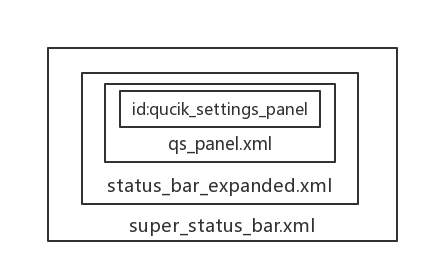 id:qucik_settings_panel
qs_panel.xml
status_bar_expanded.xml
super_status_bar.xml